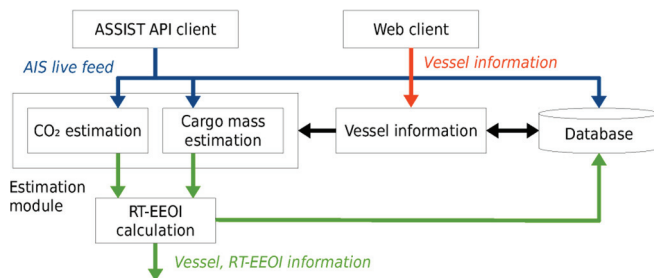 ASSIST API client
Web client
AIS live feed
Vessel information
CO₂ estimation
Cargo mass
estimation
Vessel information
Database
Estimation
module
RT-EEOI
calculation
Vessel, RT-EEOI information